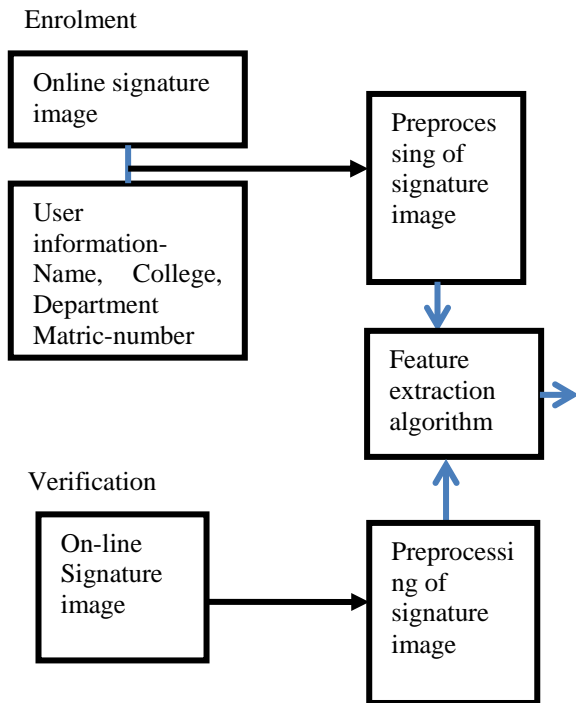 Enrolment
Online signature
image
User
information-
Name, College,
Department
Matric-number
Preproces
sing of
signature
image
Feature
extraction
algorithm
Verification
On-line
Signature
image
Preprocessi
ng of
signature
image